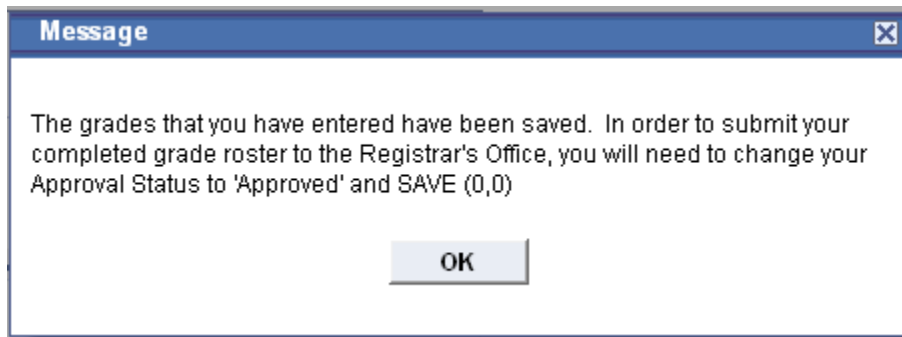 Message
The grades that you have entered have been saved.  In order to submit your
completed grade roster to the Registrar's Office, you will need to change your
Approval Status to 'Approved' and SAVE (0,0)
OK